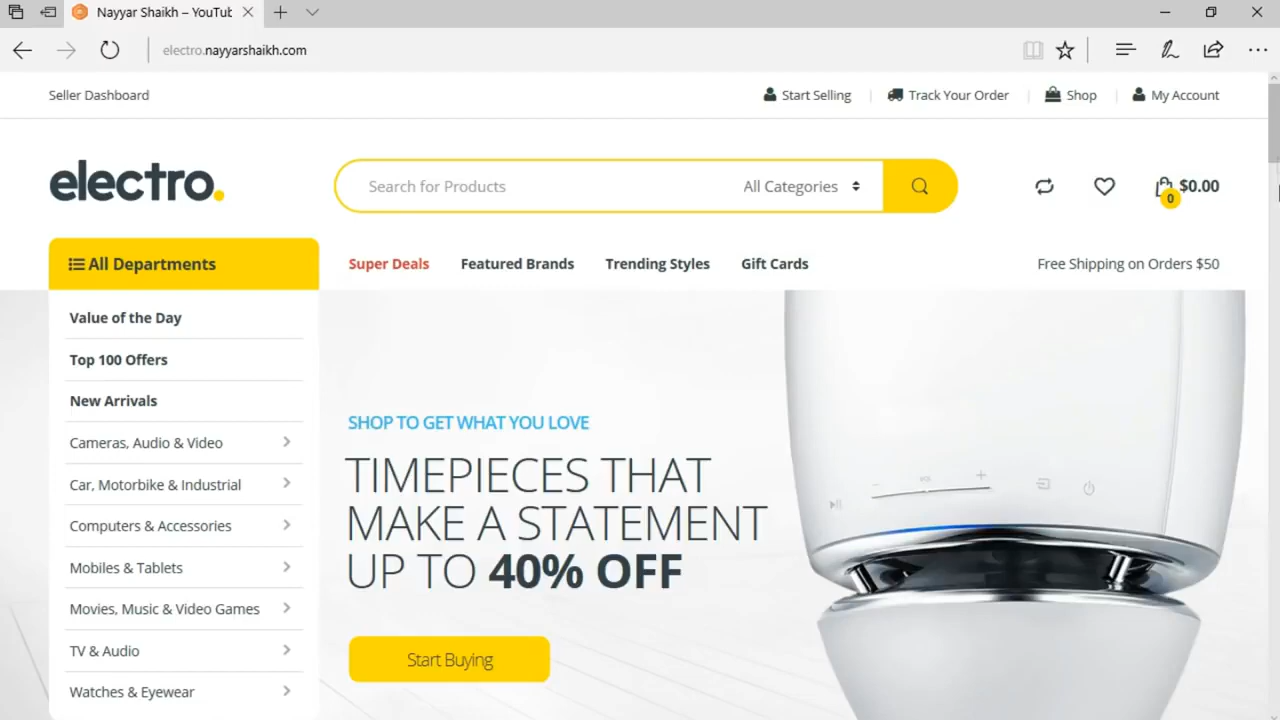 Nayyar Shaikh – YouTub
electro.nayyarshaikh.com
Seller Dashboard
Start Selling
Track Your Order
Shop
My Account
electro.
Search for Products
All Categories
0
$0.00
All Departments
Super Deals
Featured Brands
Trending Styles
Gift Cards
Free Shipping on Orders $50
Value of the Day
Top 100 Offers
New Arrivals
Cameras, Audio & Video
Car, Motorbike & Industrial
Computers & Accessories
Mobiles & Tablets
Movies, Music & Video Games
TV & Audio
Watches & Eyewear
SHOP TO GET WHAT YOU LOVE
TIMEPIECES THAT
MAKE A STATEMENT
UP TO 40% OFF
Start Buying